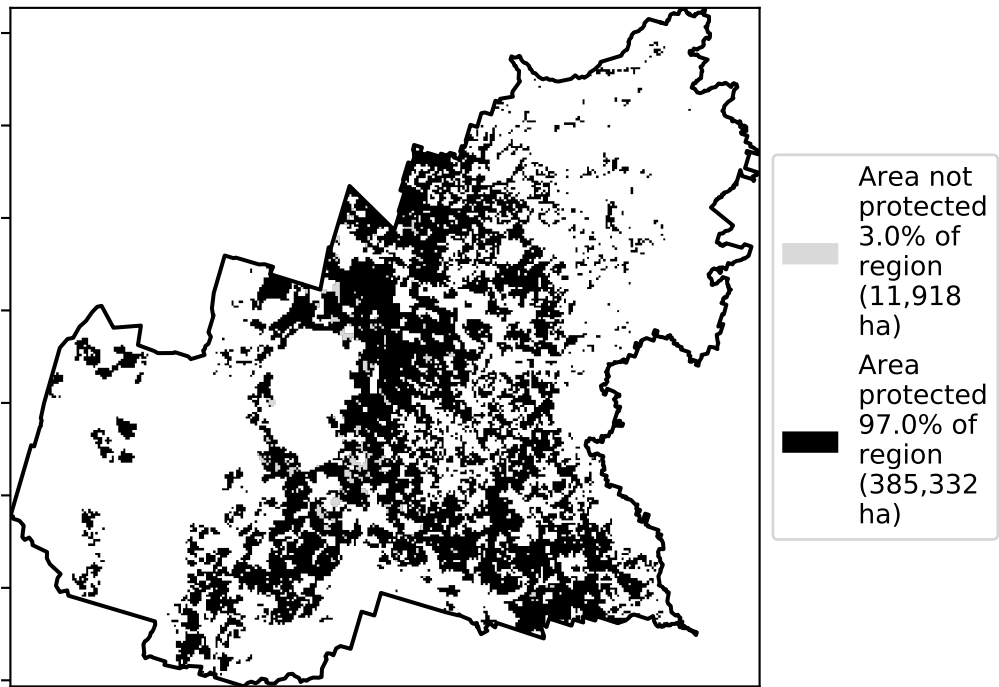 Area not
protected
3.0% of
region
(11,918
ha)
Area
protected
97.0% of
region
(385,332
ha)